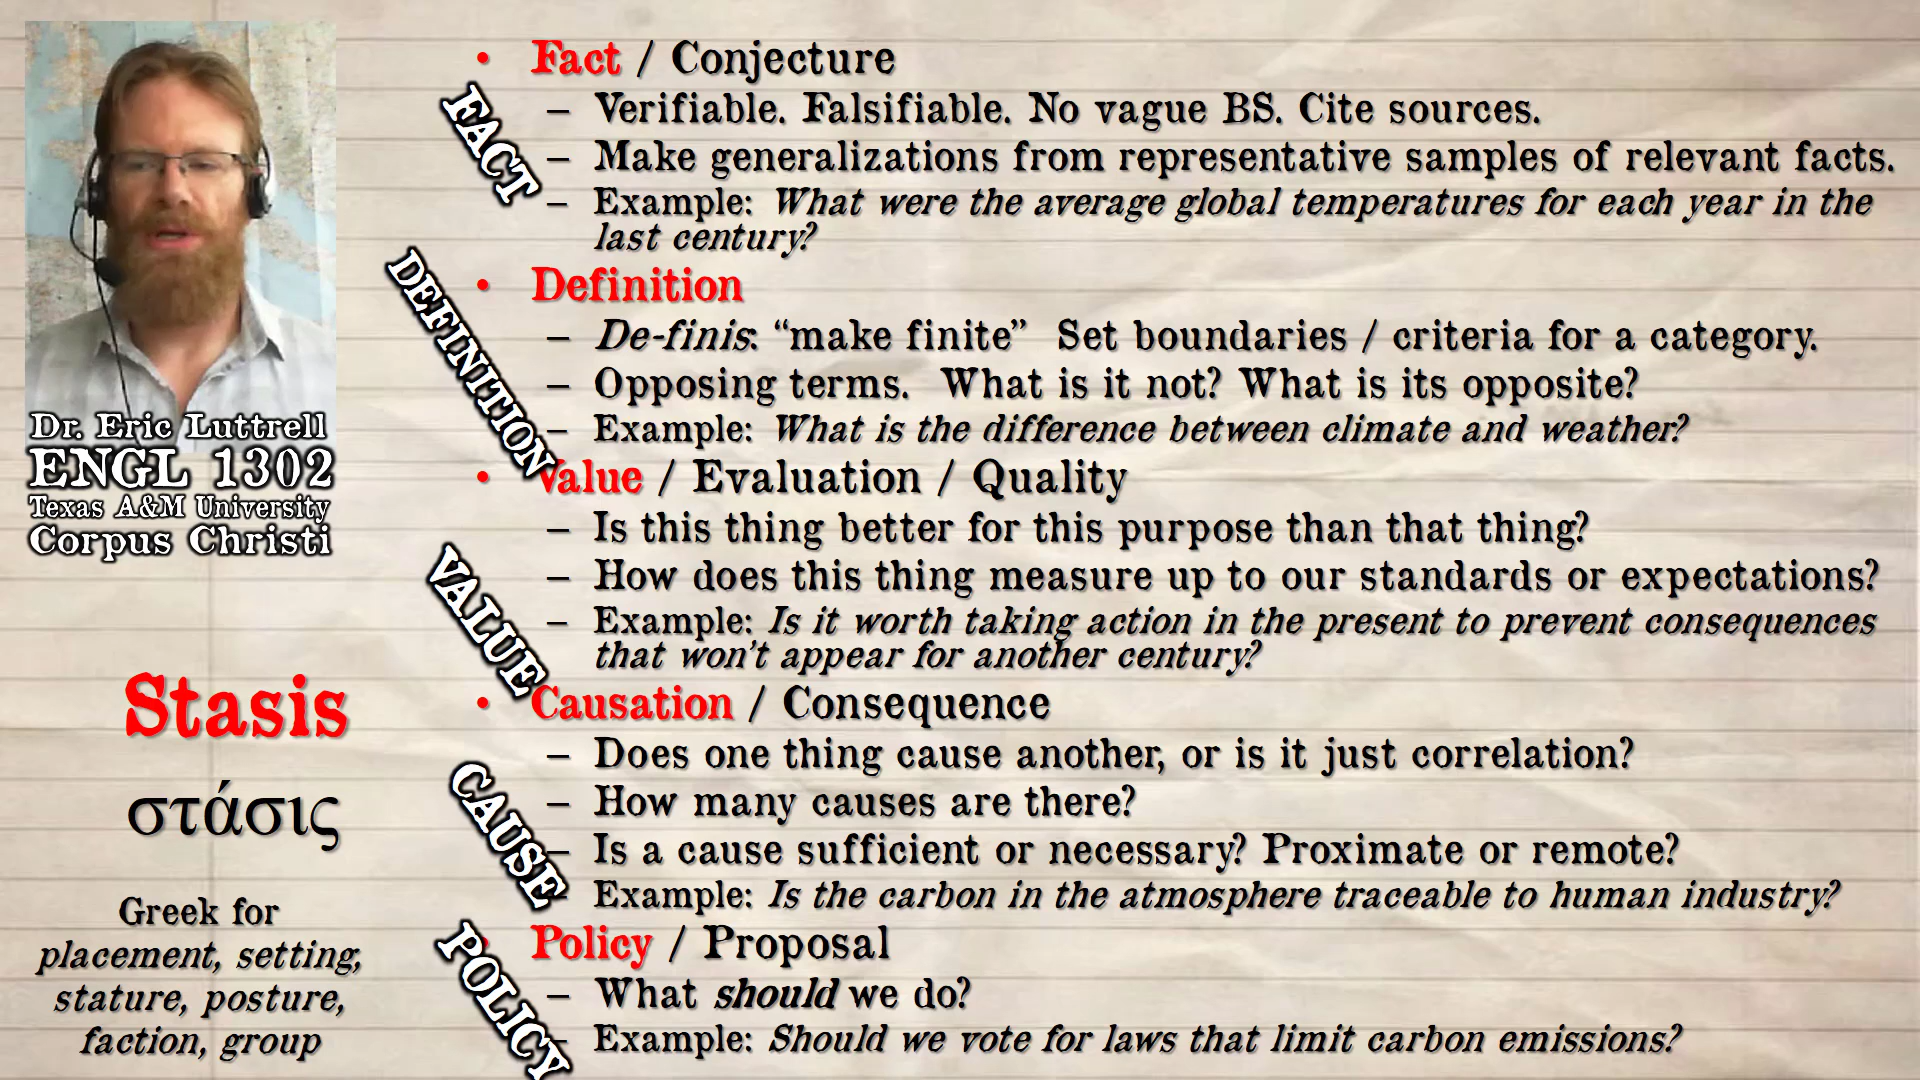 Dr. Eric Luttrell
ENGL 1302
Texas A&M University
Corpus Christi
Stasis
στάσις
Greek for
placement, setting,
stature, posture,
faction, group
FACT
DEFINITION
VALUE
CAUSE
POLICY
• Fact / Conjecture
– Verifiable. Falsifiable. No vague BS. Cite sources.
– Make generalizations from representative samples of relevant facts.
– Example: What were the average global temperatures for each year in the
last century?
• Definition
– De-finis: “make finite” Set boundaries / criteria for a category.
– Opposing terms. What is it not? What is its opposite?
– Example: What is the difference between climate and weather?
• Value / Evaluation / Quality
– Is this thing better for this purpose than that thing?
– How does this thing measure up to our standards or expectations?
– Example: Is it worth taking action in the present to prevent consequences
that won’t appear for another century?
• Causation / Consequence
– Does one thing cause another, or is it just correlation?
– How many causes are there?
– Is a cause sufficient or necessary? Proximate or remote?
– Example: Is the carbon in the atmosphere traceable to human industry?
• Policy / Proposal
– What should we do?
– Example: Should we vote for laws that limit carbon emissions?